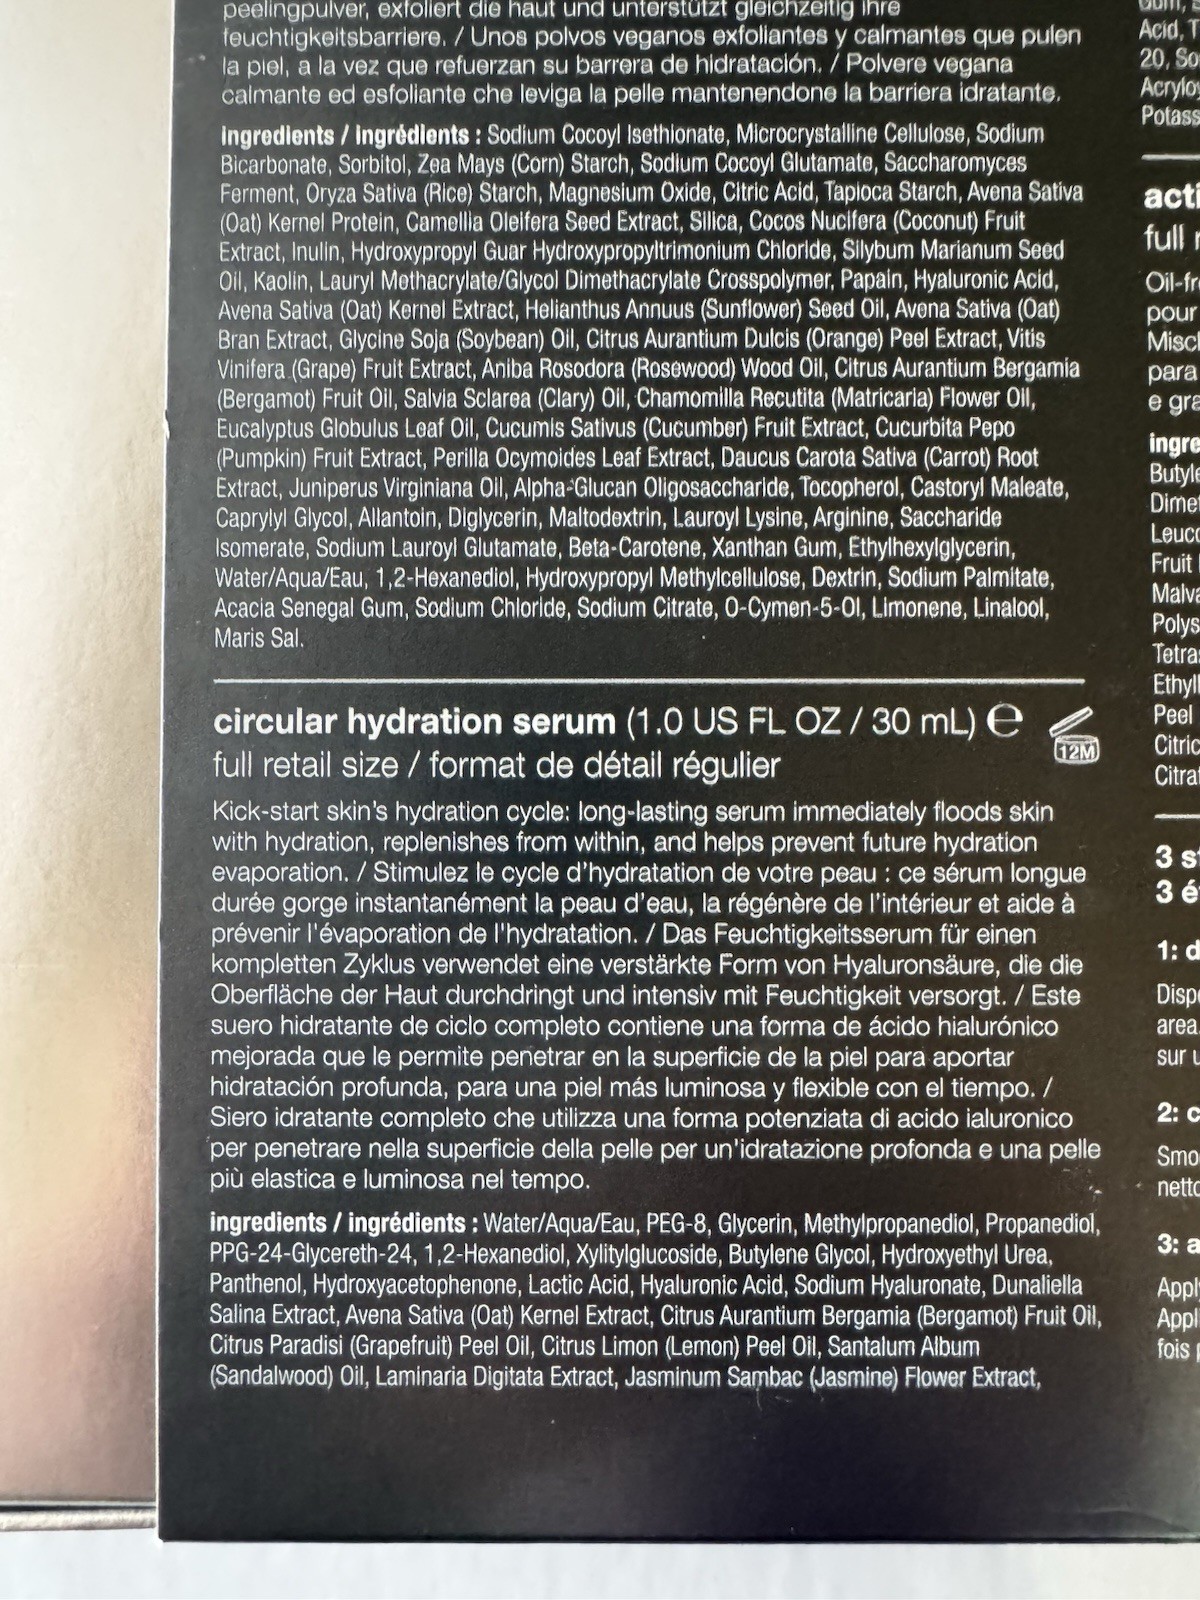 peelingpulver, exfoliert die haut und unterstützt gleichzeitig ihre
feuchtigkeitsbarriere. / Unos polvos veganos exfoliantes y calmantes que pulen
la piel, a la vez que refuerzan su barrera de hidratación. / Polvere vegana
calmante ed esfoliante che leviga la pelle mantenendone la barriera idratante.
ingredients / ingrédients : Sodium Cocoyl Isethionate, Microcrystalline Cellulose, Sodium
Bicarbonate, Sorbitol, Zea Mays (Corn) Starch, Sodium Cocoyl Glutamate, Saccharomyces
Ferment, Oryza Sativa (Rice) Starch, Magnesium Oxide, Citric Acid, Tapioca Starch, Avena Sativa
(Oat) Kernel Protein, Camellia Oleifera Seed Extract, Silica, Cocos Nucifera (Coconut) Fruit
Extract, Inulin, Hydroxypropyl Guar Hydroxypropyltrimonium Chloride, Silybum Marianum Seed
Oil, Kaolin, Lauryl Methacrylate/Glycol Dimethacrylate Crosspolymer, Papain, Hyaluronic Acid,
Avena Sativa (Oat) Kernel Extract, Helianthus Annuus (Sunflower) Seed Oil, Avena Sativa (Oat)
Bran Extract, Glycine Soja (Soybean) Oil, Citrus Aurantium Dulcis (Orange) Peel Extract, Vitis
Vinifera (Grape) Fruit Extract, Aniba Rosodora (Rosewood) Wood Oil, Citrus Aurantium Bergamia
(Bergamot) Fruit Oil, Salvia Sclarea (Clary) Oil, Chamomilla Recutita (Matricaria) Flower Oil,
Eucalyptus Globulus Leaf Oil, Cucumis Sativus (Cucumber) Fruit Extract, Cucurbita Pepo
(Pumpkin) Fruit Extract, Perilla Ocymoides Leaf Extract, Daucus Carota Sativa (Carrot) Root
Extract, Juniperus Virginiana Oil, Alpha-Glucan Oligosaccharide, Tocopherol, Castoryl Maleate,
Caprylyl Glycol, Allantoin, Diglycerin, Maltodextrin, Lauroyl Lysine, Arginine, Saccharide
Isomerate, Sodium Lauroyl Glutamate, Beta-Carotene, Xanthan Gum, Ethylhexylglycerin,
Water/Aqua/Eau, 1,2-Hexanediol, Hydroxypropyl Methylcellulose, Dextrin, Sodium Palmitate,
Acacia Senegal Gum, Sodium Chloride, Sodium Citrate, O-Cymen-5-Ol, Limonene, Linalool,
Maris Sal.
circular hydration serum (1.0 US FL OZ / 30 mL) ℮ 12M
full retail size / format de détail régulier
Kick-start skin's hydration cycle: long-lasting serum immediately floods skin
with hydration, replenishes from within, and helps prevent future hydration
evaporation. / Stimulez le cycle d'hydratation de votre peau : ce sérum longue
durée gorge instantanément la peau d'eau, la régénère de l'intérieur et aide à
prévenir l'évaporation de l'hydratation. / Das Feuchtigkeitsserum für einen
kompletten Zyklus verwendet eine verstärkte Form von Hyaluronsäure, die die
Oberfläche der Haut durchdringt und intensiv mit Feuchtigkeit versorgt. / Este
suero hidratante de ciclo completo contiene una forma de ácido hialurónico
mejorada que le permite penetrar en la superficie de la piel para aportar
hidratación profunda, para una piel más luminosa y flexible con el tiempo. /
Siero idratante completo che utilizza una forma potenziata di acido ialuronico
per penetrare nella superficie della pelle per un'idratazione profonda e una pelle
più elastica e luminosa nel tempo.
ingredients / ingrédients : Water/Aqua/Eau, PEG-8, Glycerin, Methylpropanediol, Propanediol,
PPG-24-Glycereth-24, 1,2-Hexanediol, Xylitylglucoside, Butylene Glycol, Hydroxyethyl Urea,
Panthenol, Hydroxyacetophenone, Lactic Acid, Hyaluronic Acid, Sodium Hyaluronate, Dunaliella
Salina Extract, Avena Sativa (Oat) Kernel Extract, Citrus Aurantium Bergamia (Bergamot) Fruit Oil,
Citrus Paradisi (Grapefruit) Peel Oil, Citrus Limon (Lemon) Peel Oil, Santalum Album
(Sandalwood) Oil, Laminaria Digitata Extract, Jasminum Sambac (Jasmine) Flower Extract,
Acid, T
20, So
Acryloy
Potass
acti
full r
Oil-fre
pour
Misch
para
e gra
ingre
Butyle
Dimet
Leuco
Fruit
Malva
Polys
Tetra
Ethyl
Peel
Citric
Citra
3 st
3 é
1: d
Disp
area
sur u
2: c
Smo
netto
3: a
Appl
Appl
fois